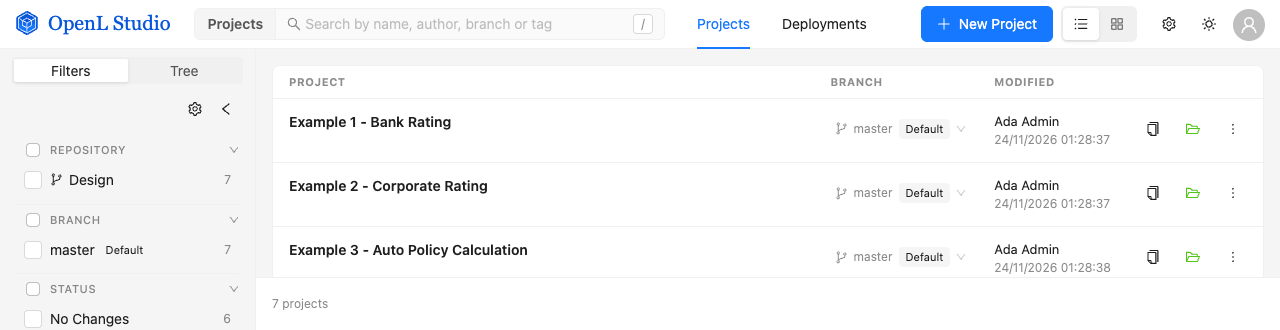 OpenL Studio
Projects
Search by name, author, branch or tag
/
Projects
Deployments
New Project
Filters
Tree
REPOSITORY
Design 7
BRANCH
master Default 7
STATUS
No Changes 6
PROJECT BRANCH MODIFIED
Example 1 - Bank Rating
master Default
Ada Admin
24/11/2026 01:28:37
Example 2 - Corporate Rating
master Default
Ada Admin
24/11/2026 01:28:37
Example 3 - Auto Policy Calculation
master Default
Ada Admin
24/11/2026 01:28:38
7 projects